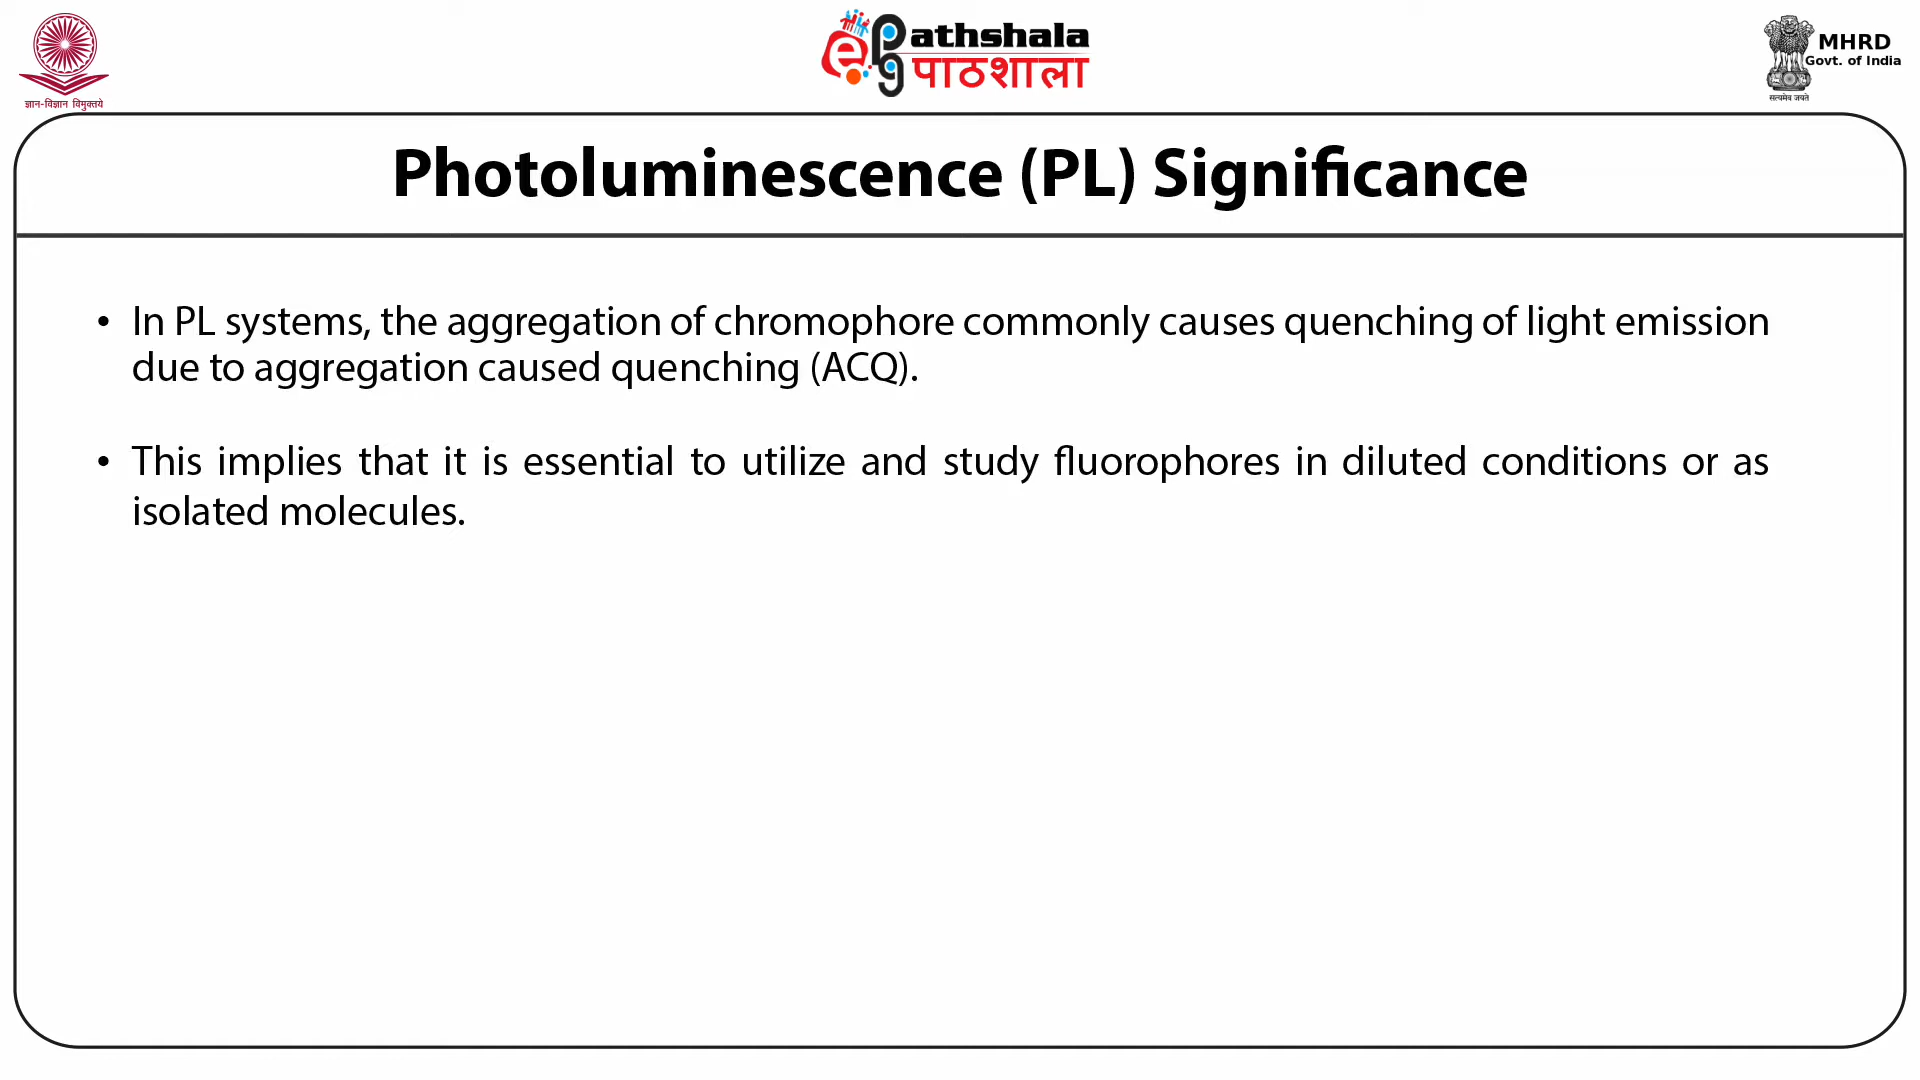 ज्ञान-विज्ञान विमुक्तये
e Pg athshala
पाठशाला
MHRD
Govt. of India
सत्यमेव जयते
Photoluminescence (PL) Significance
• In PL systems, the aggregation of chromophore commonly causes quenching of light emission
due to aggregation caused quenching (ACQ).
• This implies that it is essential to utilize and study fluorophores in diluted conditions or as
isolated molecules.